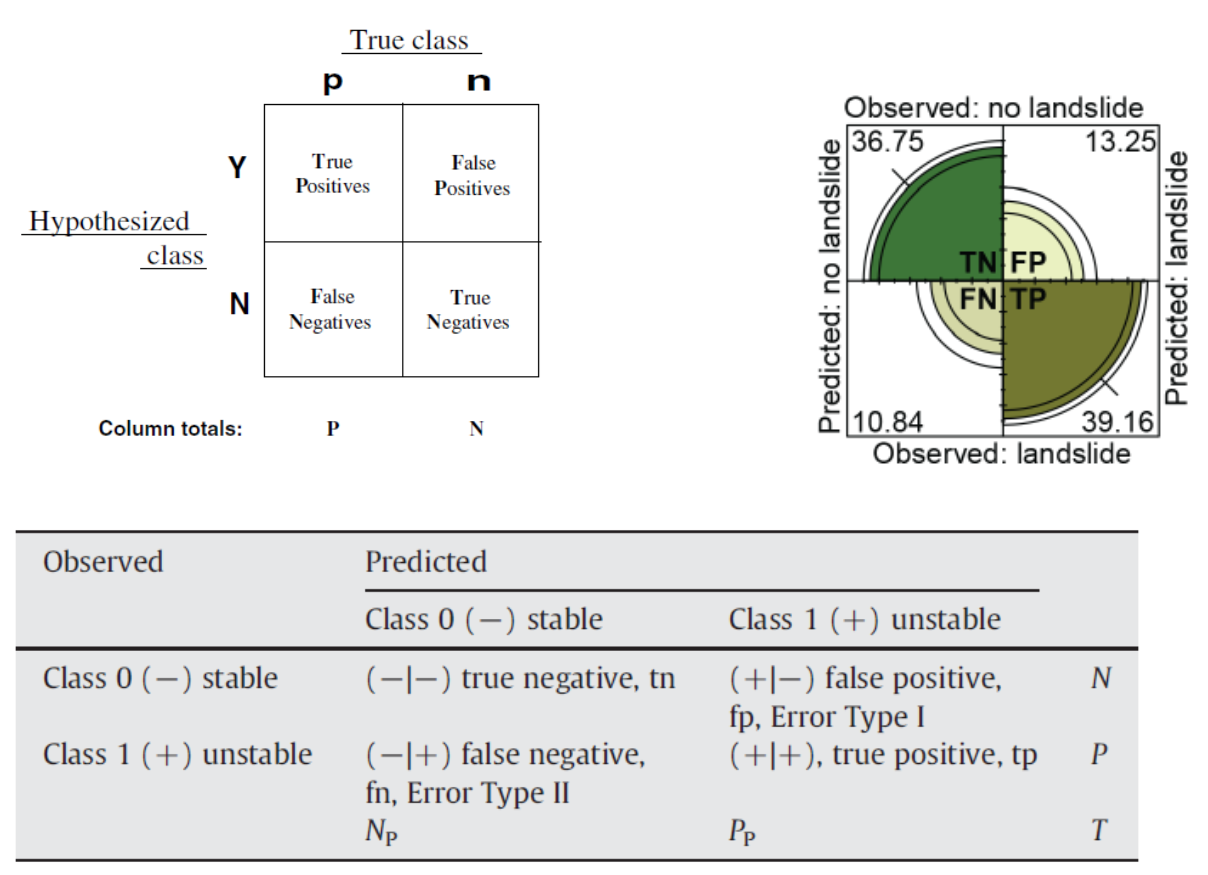 True class
p n
Y
True
Positives
False
Positives
Hypothesized
class
N
False
Negatives
True
Negatives
Column totals: P N
Observed: no landslide
Predicted: no landslide
36.75
13.25
TN FP
FN TP
10.84
39.16
Predicted: landslide
Observed: landslide
Observed Predicted
Class 0 (−) stable Class 1 (+) unstable
Class 0 (−) stable (−|−) true negative, tn (+|−) false positive, N
fp, Error Type I
Class 1 (+) unstable (−|+) false negative, (+|+), true positive, tp P
fn, Error Type II
NP PP T